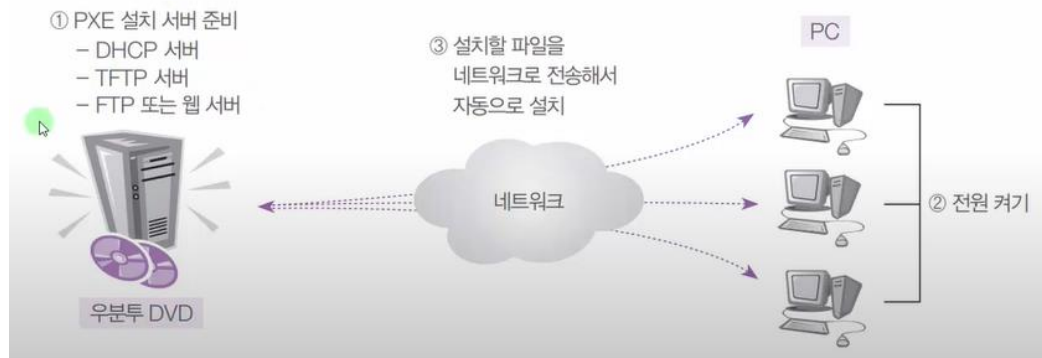 ① PXE 설치 서버 준비
– DHCP 서버
– TFTP 서버
– FTP 또는 웹 서버
우분투 DVD
③ 설치할 파일을
네트워크로 전송해서
자동으로 설치
네트워크
PC
② 전원 켜기